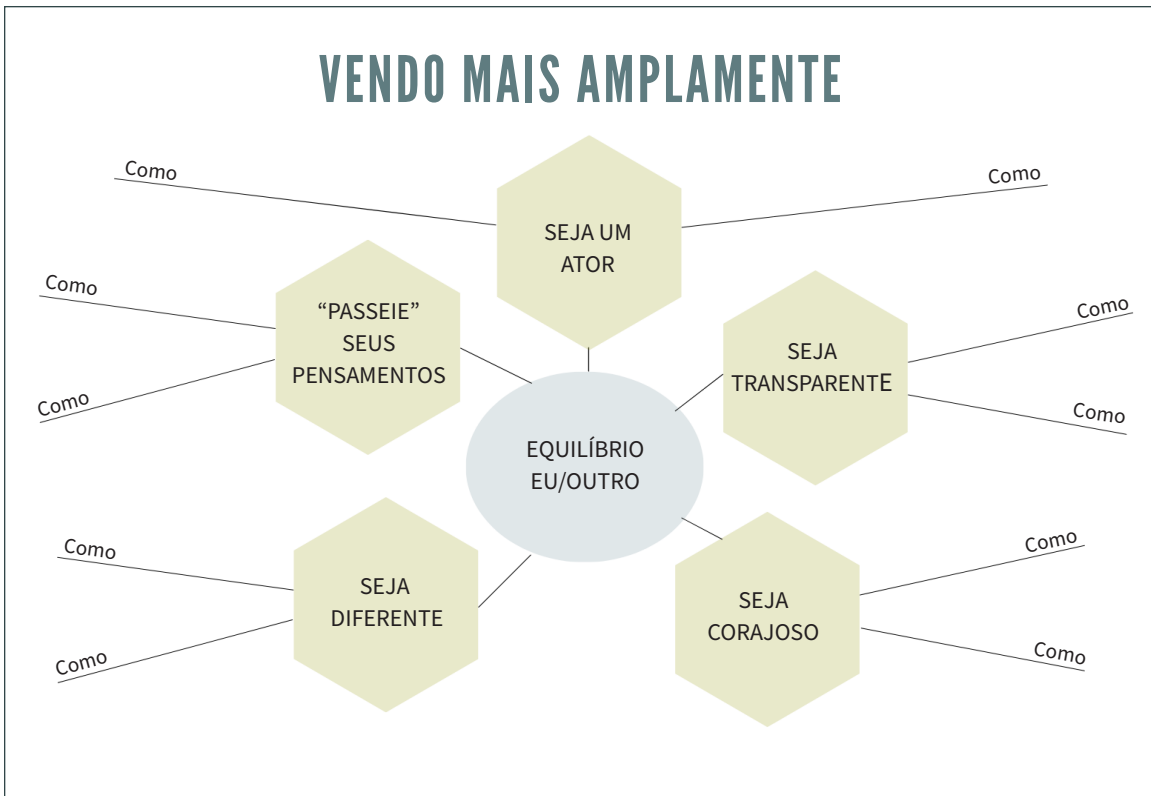 VENDO MAIS AMPLAMENTE
Como
Como
SEJA UM
ATOR
Como
Como
“PASSEIE”
SEUS
PENSAMENTOS
Como
Como
SEJA
TRANSPARENTE
EQUILÍBRIO
EU/OUTRO
Como
Como
SEJA
DIFERENTE
Como
Como
SEJA
CORAJOSO